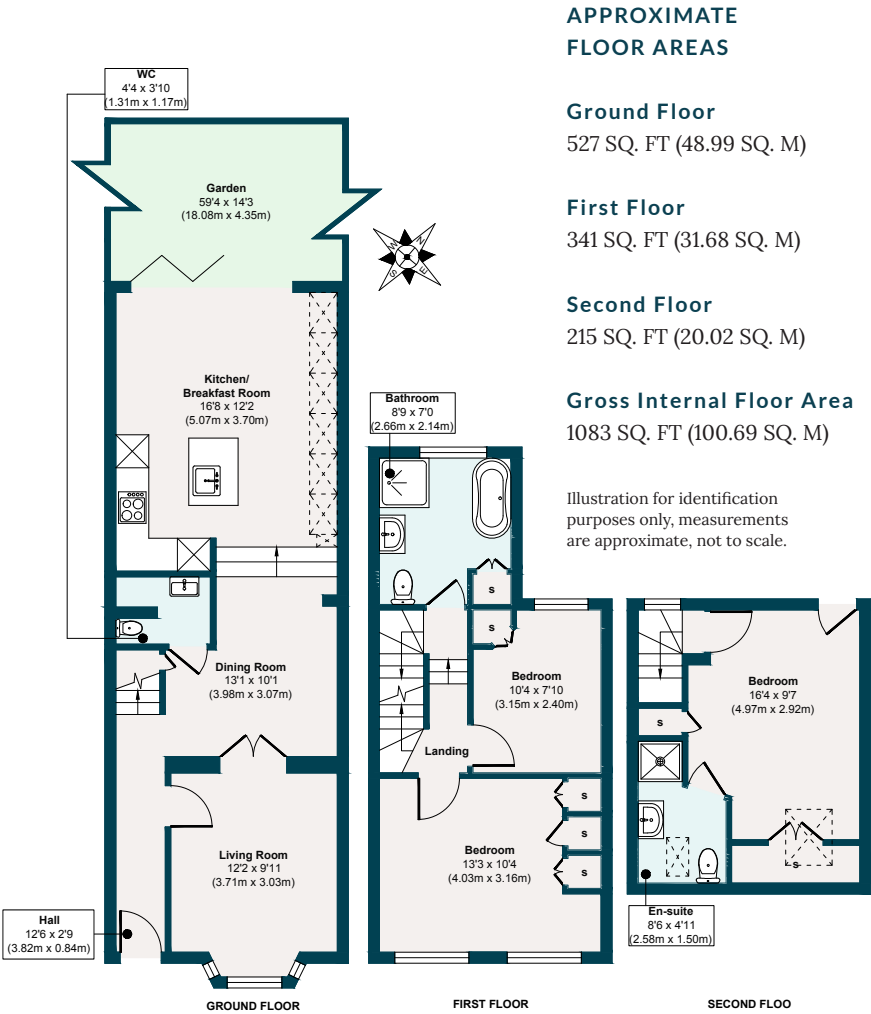 APPROXIMATE
FLOOR AREAS
Ground Floor
527 SQ. FT (48.99 SQ. M)
First Floor
341 SQ. FT (31.68 SQ. M)
Second Floor
215 SQ. FT (20.02 SQ. M)
Gross Internal Floor Area
1083 SQ. FT (100.69 SQ. M)
Illustration for identification
purposes only, measurements
are approximate, not to scale.
WC
4'4 x 3'10
(1.31m x 1.17m)
Garden
59'4 x 14'3
(18.08m x 4.35m)
N
E
S
W
Kitchen/
Breakfast Room
16'8 x 12'2
(5.07m x 3.70m)
Dining Room
13'1 x 10'1
(3.98m x 3.07m)
Living Room
12'2 x 9'11
(3.71m x 3.03m)
Hall
12'6 x 2'9
(3.82m x 0.84m)
GROUND FLOOR
Bathroom
8'9 x 7'0
(2.66m x 2.14m)
S
S
Bedroom
10'4 x 7'10
(3.15m x 2.40m)
Landing
Bedroom
13'3 x 10'4
(4.03m x 3.16m)
S
S
S
FIRST FLOOR
Bedroom
16'4 x 9'7
(4.97m x 2.92m)
S
S
En-suite
8'6 x 4'11
(2.58m x 1.50m)
SECOND FLOO